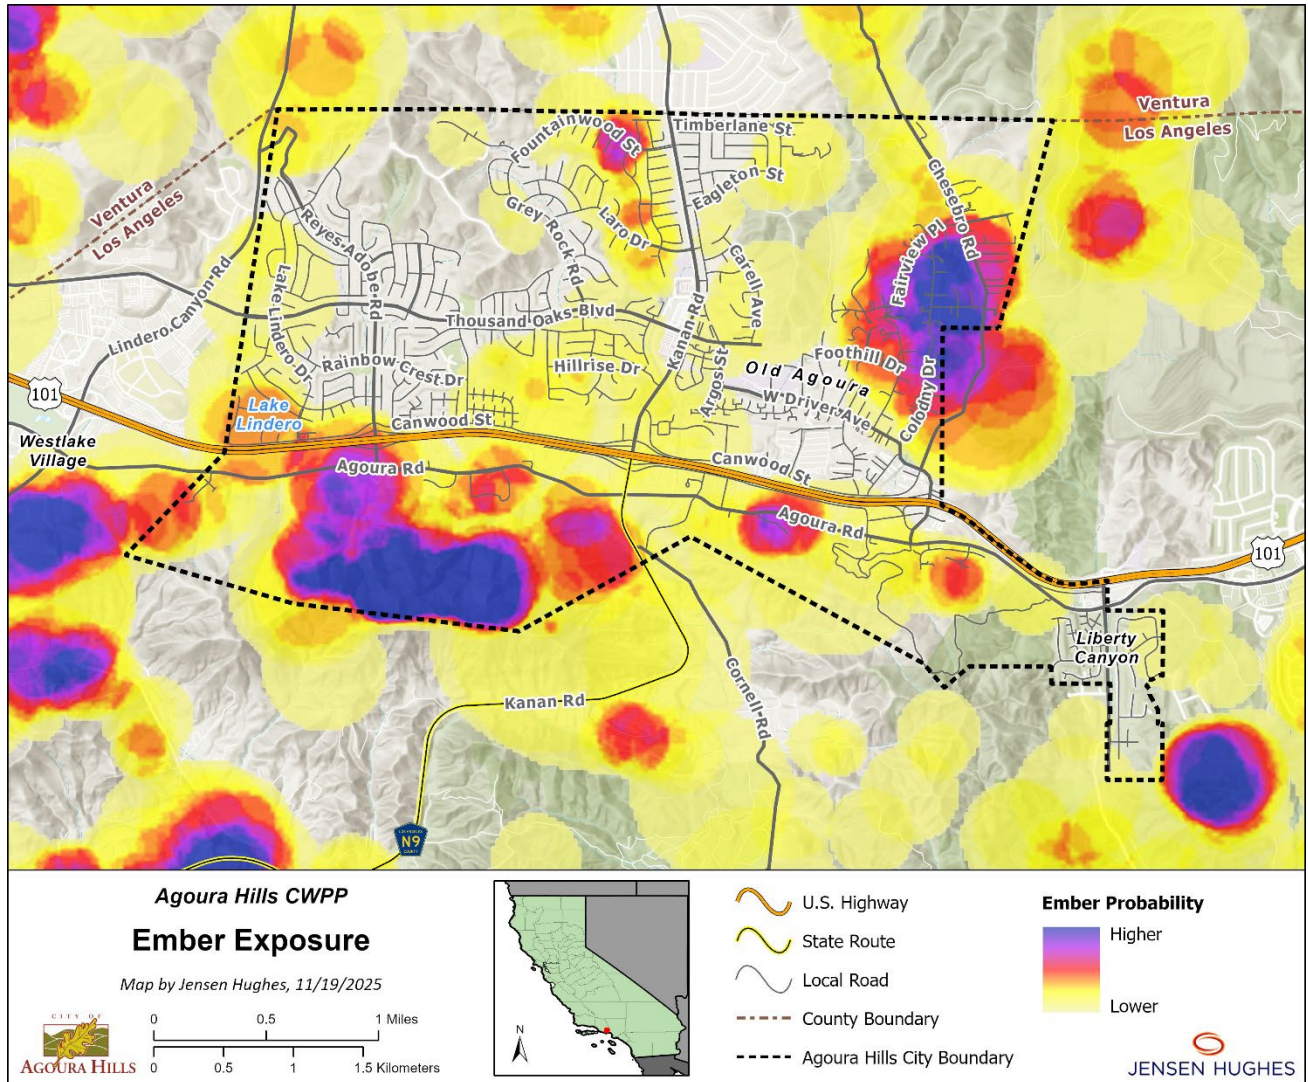 Ventura
Los Angeles
Ventura
Los Angeles
Timberlane St
Fountainwood St
Eagleton St
Chesebro Rd
Grey Rock Rd
Laro Dr
Reyes Adobe Rd
Fairview Pl
Carell Ave
Lindero Canyon Rd
Lake Lindero Dr
Thousand Oaks Blvd
Kanan Rd
Rainbow Crest Dr
Hillrise Dr
Argos St
Foothill Dr
Old Agoura
W Driver Ave
Colodny Dr
101
Lake
Lindero
Canwood St
Westlake
Village
Agoura Rd
Canwood St
Agoura Rd
101
Liberty
Canyon
Kanan Rd
Cornell Rd
LOS ANGELES
N9
COUNTY
Agoura Hills CWPP
Ember Exposure
Map by Jensen Hughes, 11/19/2025
CITY OF
AGOURA HILLS
0 0.5 1 Miles
0 0.5 1 1.5 Kilometers
N
U.S. Highway
State Route
Local Road
County Boundary
Agoura Hills City Boundary
Ember Probability
Higher
Lower
JENSEN HUGHES